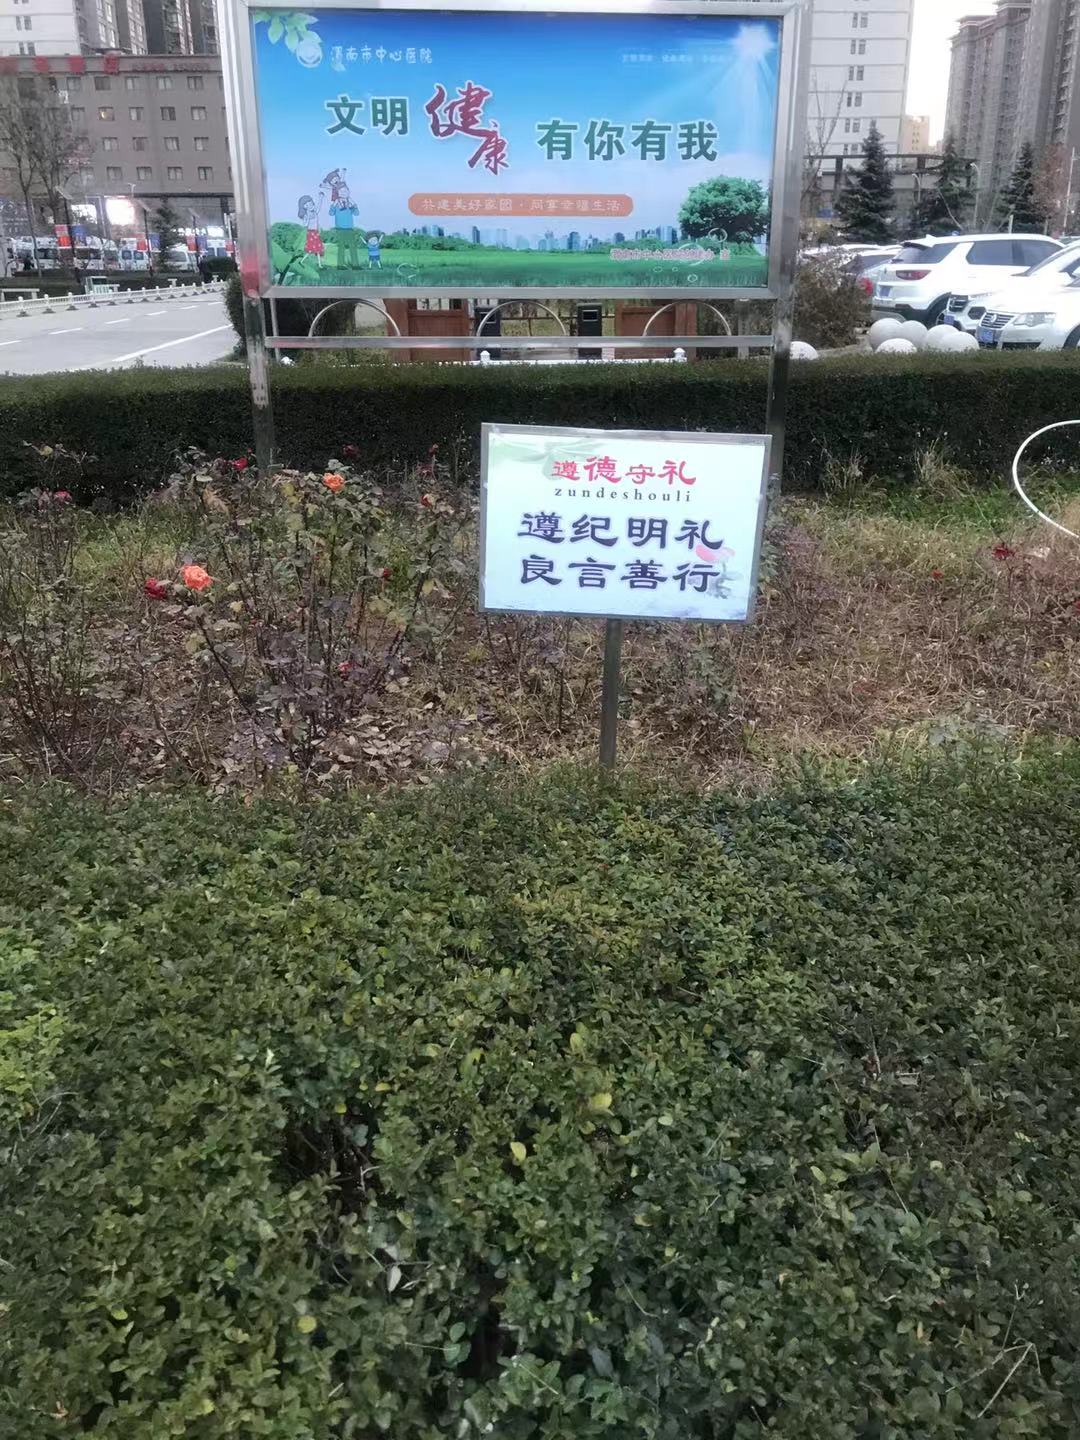 渭南市中心医院
文明健康 有你有我
共建美好家园·同享幸福生活
遵德守礼
zundeshouli
遵纪明礼
良言善行